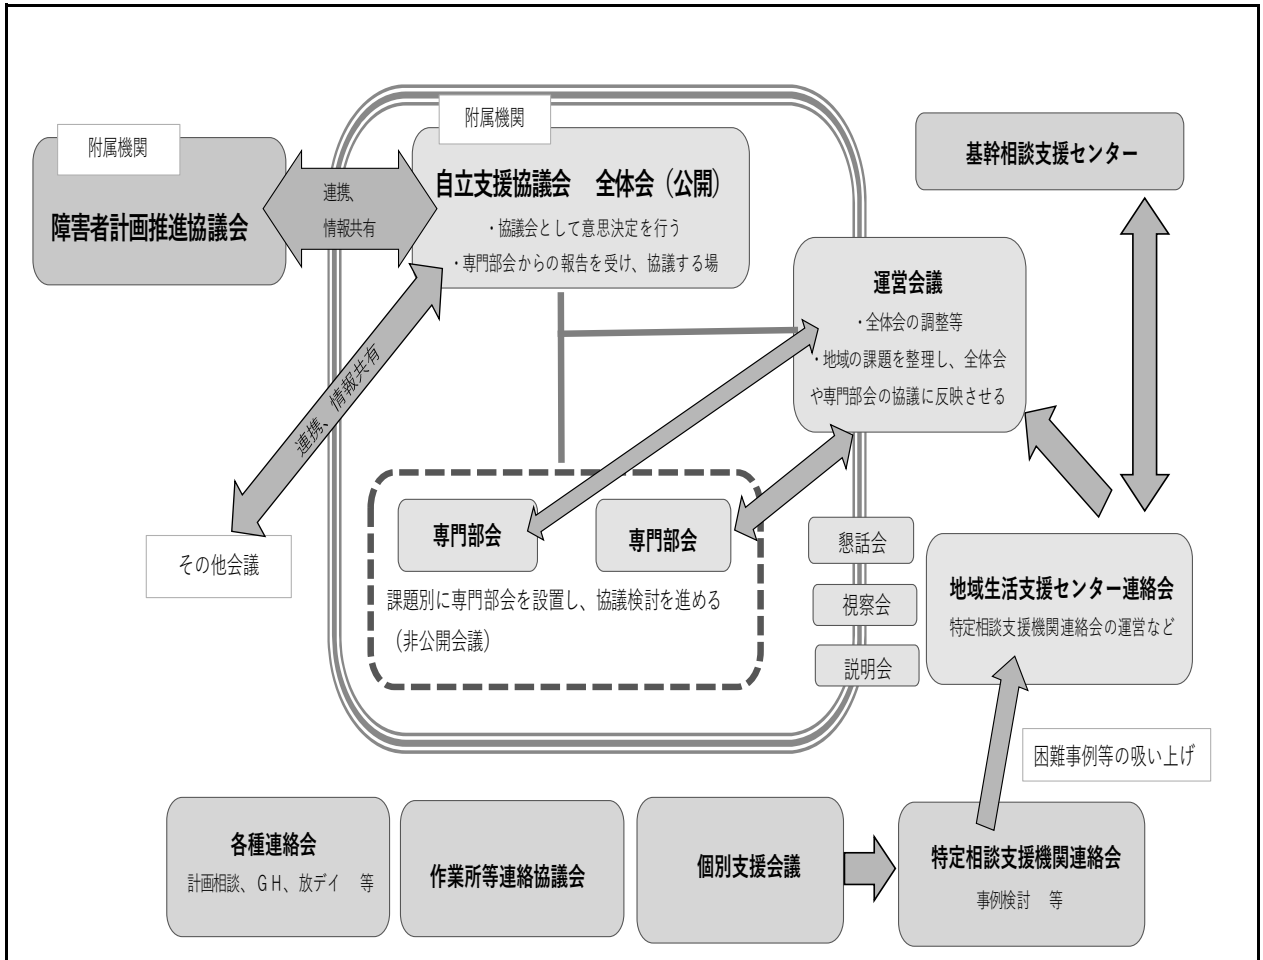 附属機関
障害者計画推進協議会
連携、
情報共有
附属機関
自立支援協議会　全体会（公開）
・協議会として意思決定を行う
・専門部会からの報告を受け、協議する場
基幹相談支援センター
運営会議
・全体会の調整等
・地域の課題を整理し、全体会
や専門部会の協議に反映させる
連携、情報共有
その他会議
専門部会
専門部会
課題別に専門部会を設置し、協議検討を進める
（非公開会議）
懇話会
視察会
説明会
地域生活支援センター連絡会
特定相談支援機関連絡会の運営など
困難事例等の吸い上げ
各種連絡会
計画相談、ＧＨ、放デイ　等
作業所等連絡協議会
個別支援会議
特定相談支援機関連絡会
事例検討　等